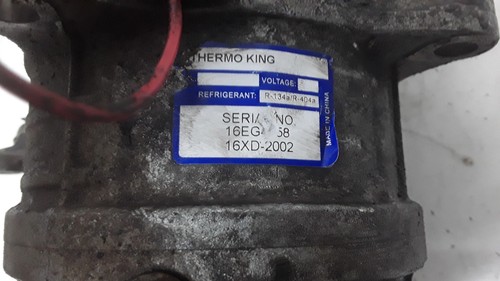 THERMO KING
VOLTAGE:
REFRIGERANT: R-134a/R-404a
SERIAL NO.
16XD-2002
MADE IN CHINA